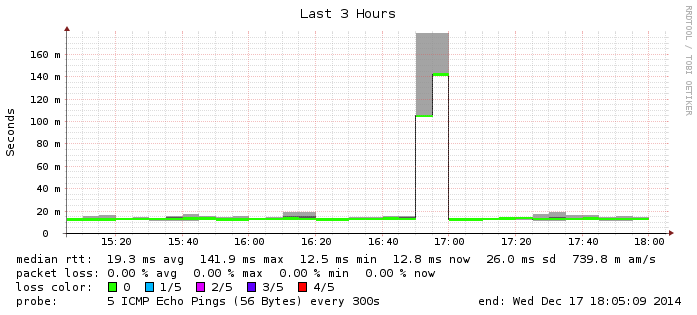 Last 3 Hours
RRDTOOL / TOBI OETIKER
Seconds
160 m
140 m
120 m
100 m
80 m
60 m
40 m
20 m
0
15:20 15:40 16:00 16:20 16:40 17:00 17:20 17:40 18:00
median rtt: 19.3 ms avg 141.9 ms max 12.5 ms min 12.8 ms now 26.0 ms sd 739.8 m am/s
packet loss: 0.00 % avg 0.00 % max 0.00 % min 0.00 % now
loss color: 0 1/5 2/5 3/5 4/5
probe: 5 ICMP Echo Pings (56 Bytes) every 300s end: Wed Dec 17 18:05:09 2014